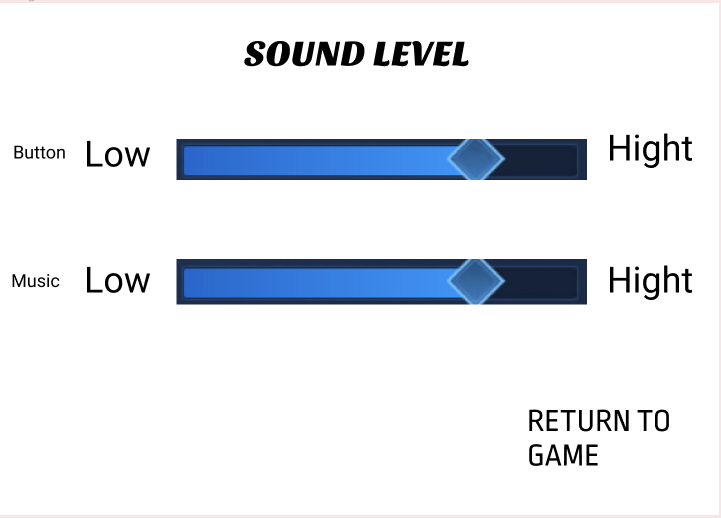 SOUND LEVEL
Button Low Hight
Music Low Hight
RETURN TO
GAME